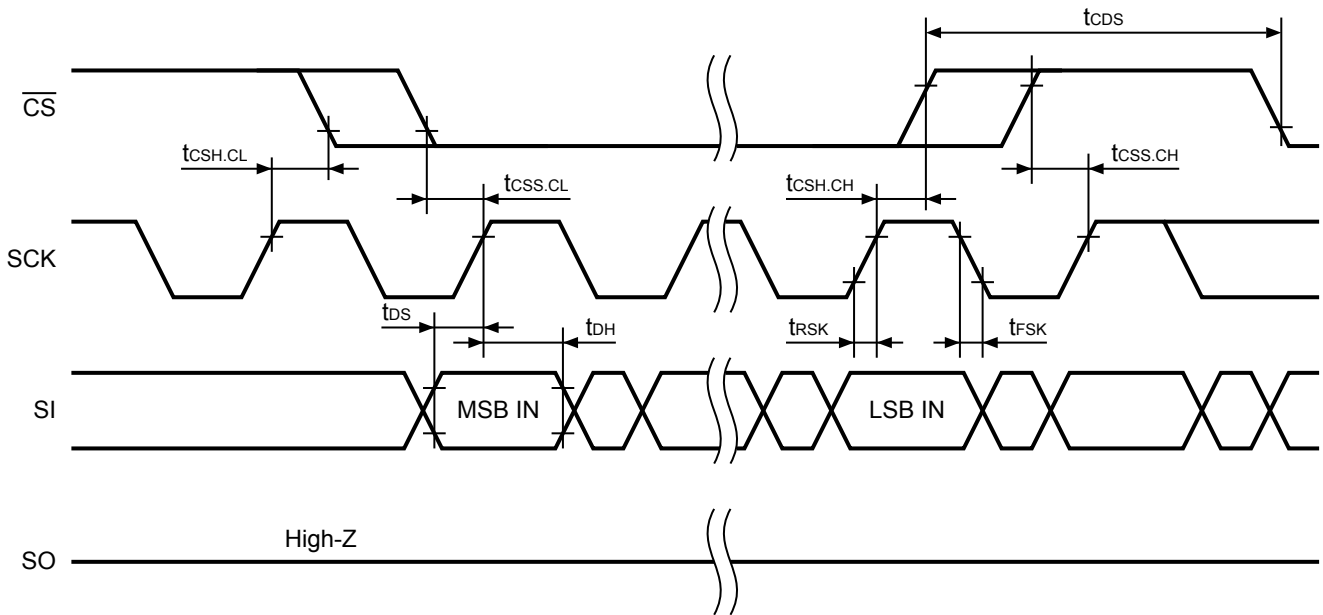 tCDS
CS
tCSH.CL
tCSS.CL
tCSH.CH
tCSS.CH
SCK
tDS
tDH
tRSK
tFSK
SI
MSB IN
LSB IN
High-Z
SO